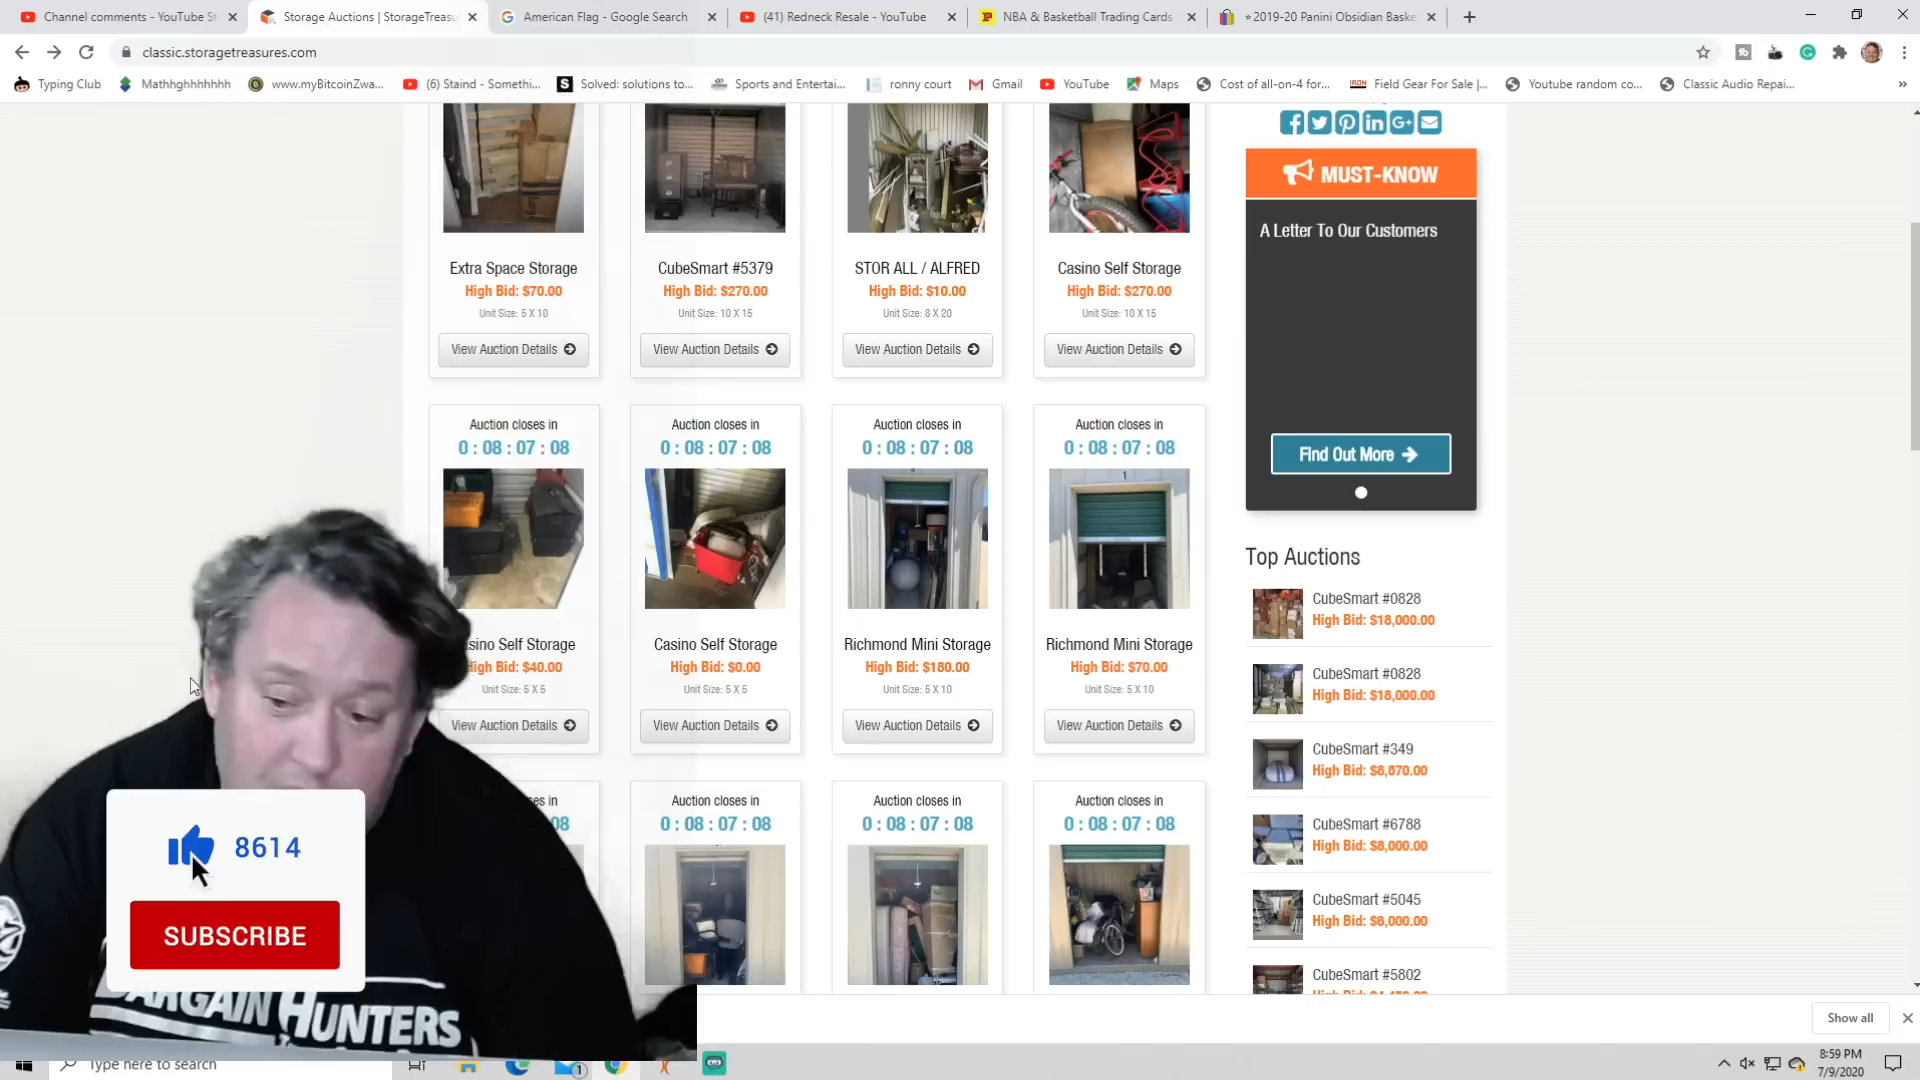 Channel comments - YouTube St
Storage Auctions | StorageTreasu
American Flag - Google Search
(41) Redneck Resale - YouTube
NBA & Basketball Trading Cards
⭐2019-20 Panini Obsidian Baske
classic.storagetreasures.com
Typing Club
Mathhghhhhhhh
www.myBitcoinZwa...
(6) Staind - Somethi...
Solved: solutions to...
Sports and Entertai...
ronny court
Gmail
YouTube
Maps
Cost of all-on-4 for...
Field Gear For Sale |...
Youtube random co...
Classic Audio Repai...
MUST-KNOW
A Letter To Our Customers
Find Out More
Extra Space Storage
High Bid: $70.00
Unit Size: 5 X 10
View Auction Details
CubeSmart #5379
High Bid: $270.00
Unit Size: 10 X 15
View Auction Details
STOR ALL / ALFRED
High Bid: $10.00
Unit Size: 8 X 20
View Auction Details
Casino Self Storage
High Bid: $270.00
Unit Size: 10 X 15
View Auction Details
Auction closes in
0 : 08 : 07 : 08
asino Self Storage
High Bid: $40.00
Unit Size: 5 X 5
View Auction Details
Auction closes in
0 : 08 : 07 : 08
Casino Self Storage
High Bid: $0.00
Unit Size: 5 X 5
View Auction Details
Auction closes in
0 : 08 : 07 : 08
Richmond Mini Storage
High Bid: $180.00
Unit Size: 5 X 10
View Auction Details
Auction closes in
0 : 08 : 07 : 08
Richmond Mini Storage
High Bid: $70.00
Unit Size: 5 X 10
View Auction Details
Top Auctions
CubeSmart #0828
High Bid: $18,000.00
CubeSmart #0828
High Bid: $18,000.00
CubeSmart #349
High Bid: $8,870.00
CubeSmart #6788
High Bid: $8,000.00
CubeSmart #5045
High Bid: $6,000.00
CubeSmart #5802
ses in
08
Auction closes in
0 : 08 : 07 : 08
Auction closes in
0 : 08 : 07 : 08
Auction closes in
0 : 08 : 07 : 08
8614
SUBSCRIBE
BARGAIN HUNTERS
Show all
Type here to search
1
8:59 PM
7/9/2020